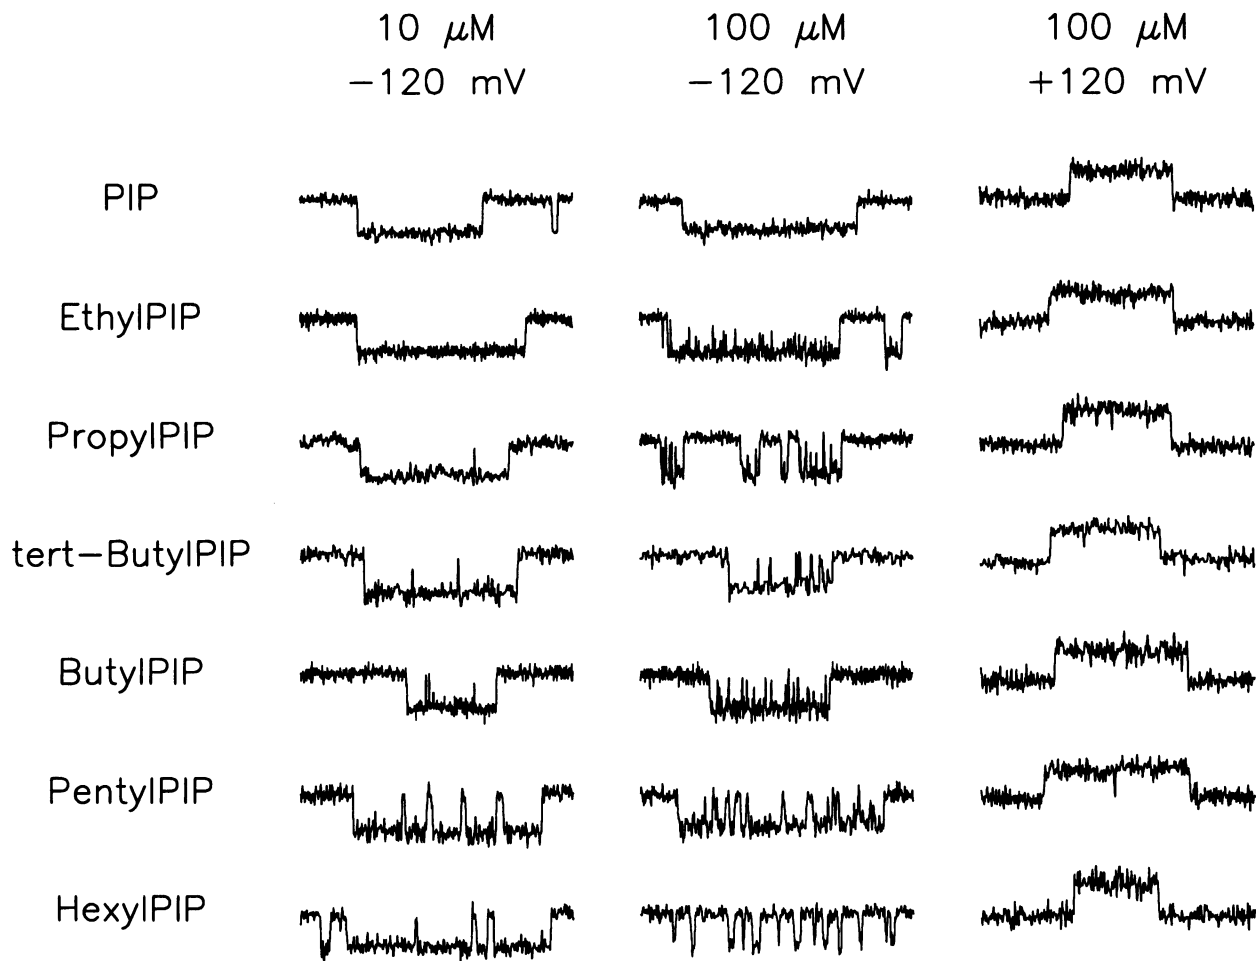 10 μM 100 μM 100 μM
−120 mV −120 mV +120 mV
PIP
EthylPIP
PropylPIP
tert−ButylPIP
ButylPIP
PentylPIP
HexylPIP